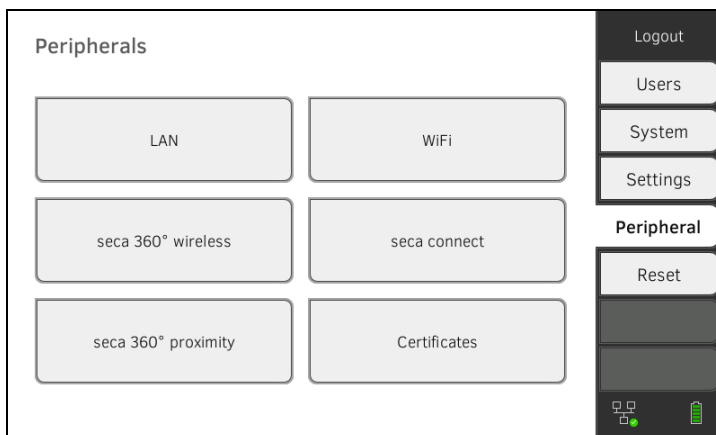 Peripherals
LAN
WiFi
seca 360° wireless
seca connect
seca 360° proximity
Certificates
Logout
Users
System
Settings
Peripheral
Reset